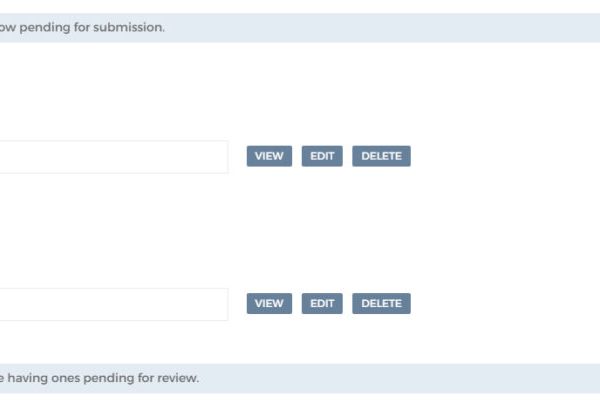 ow pending for submission.
VIEW EDIT DELETE
VIEW EDIT DELETE
e having ones pending for review.